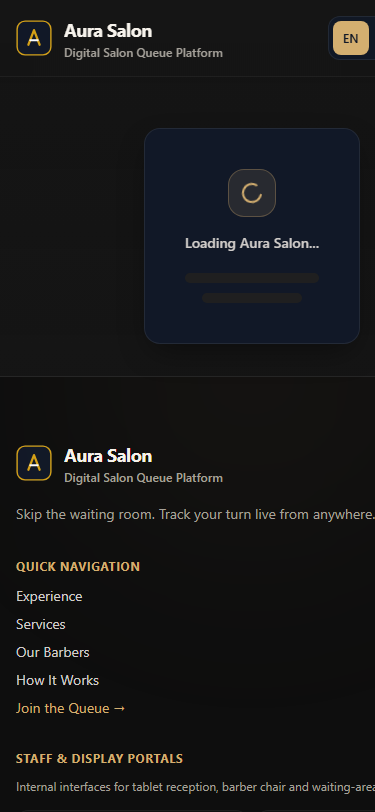 Aura Salon
Digital Salon Queue Platform
EN
Loading Aura Salon...
Aura Salon
Digital Salon Queue Platform
Skip the waiting room. Track your turn live from anywhere.
QUICK NAVIGATION
Experience
Services
Our Barbers
How It Works
Join the Queue →
STAFF & DISPLAY PORTALS
Internal interfaces for tablet reception, barber chair and